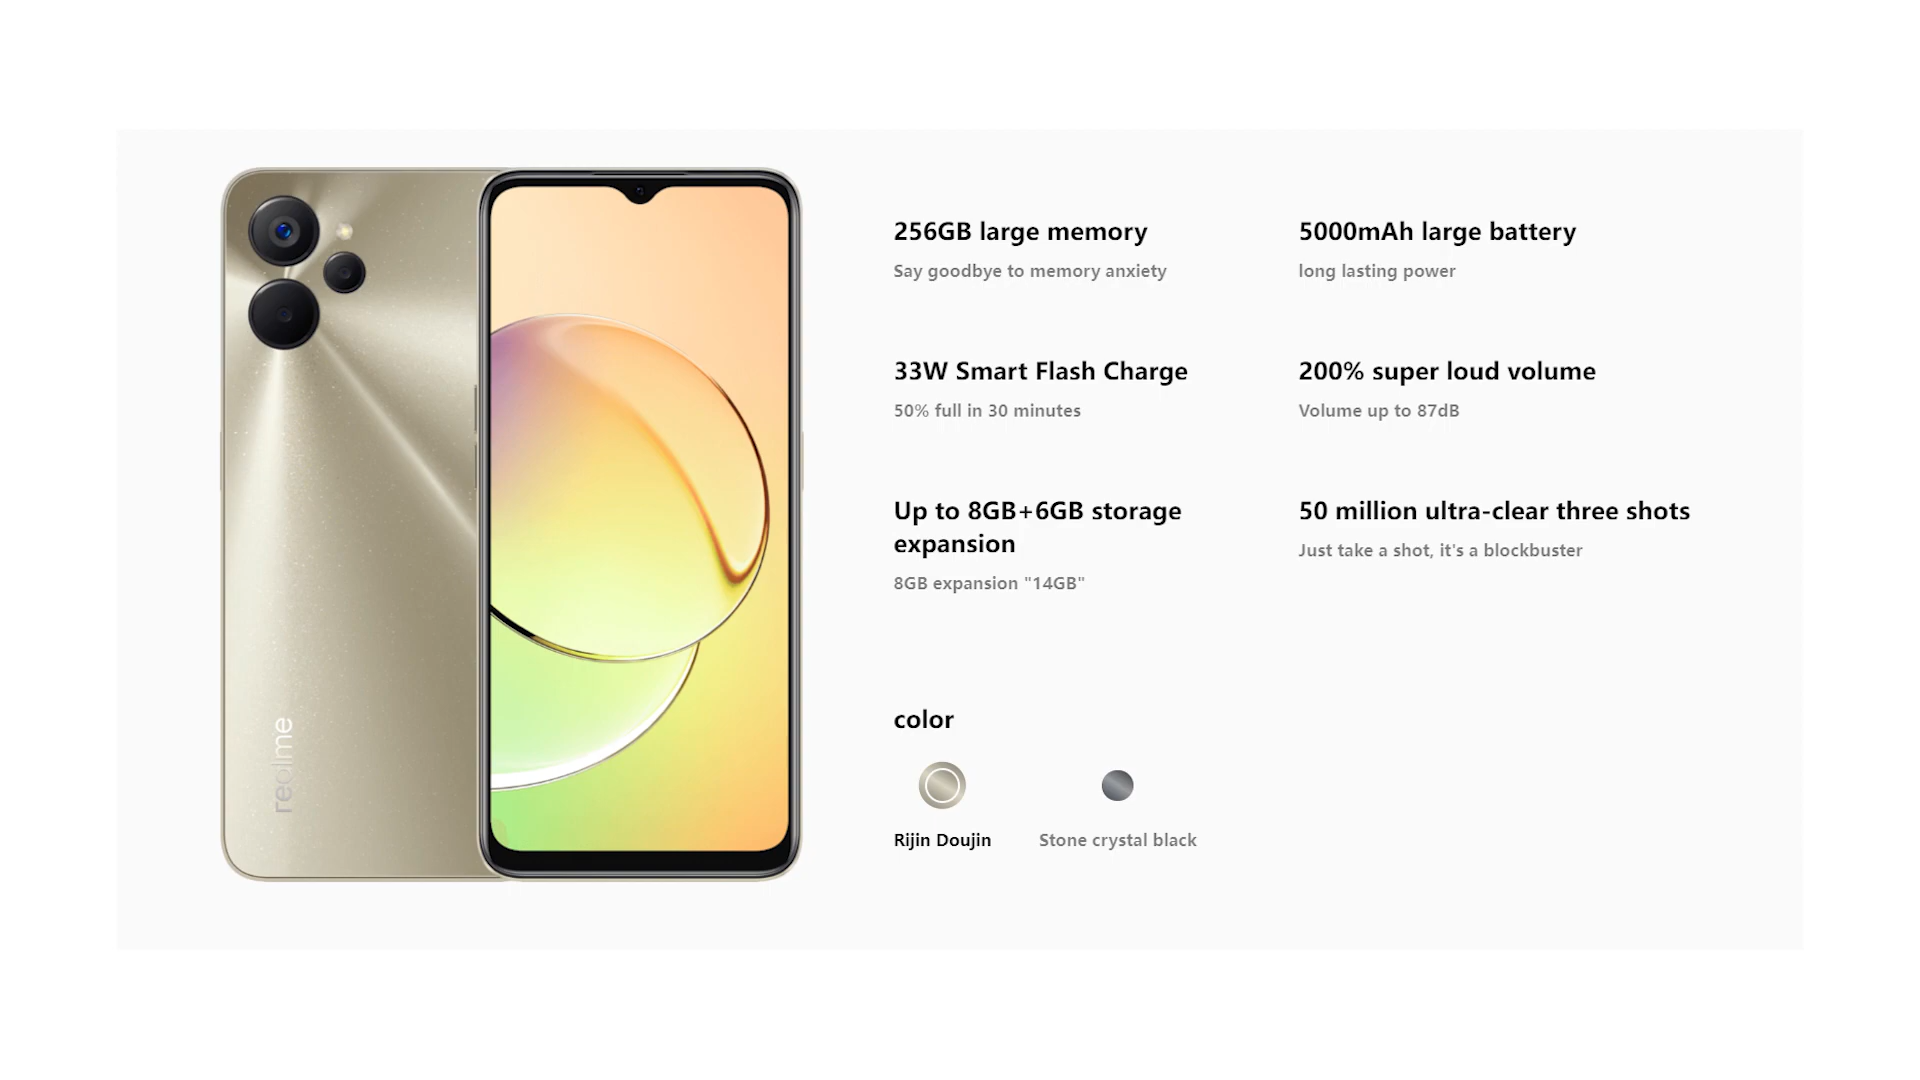 realme
256GB large memory
Say goodbye to memory anxiety
5000mAh large battery
long lasting power
33W Smart Flash Charge
50% full in 30 minutes
200% super loud volume
Volume up to 87dB
Up to 8GB+6GB storage
expansion
8GB expansion "14GB"
50 million ultra-clear three shots
Just take a shot, it's a blockbuster
color
Rijin Doujin
Stone crystal black